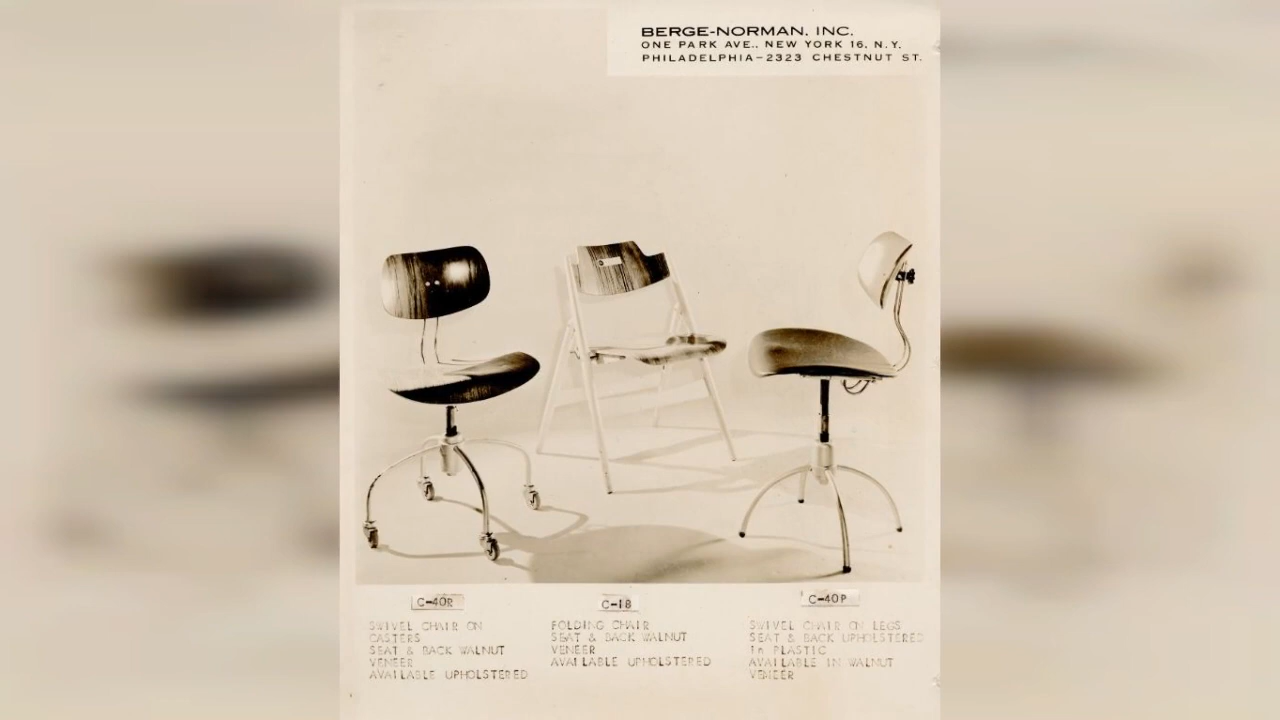 BERGE-NORMAN, INC.
ONE PARK AVE., NEW YORK 16, N.Y.
PHILADELPHIA-2323 CHESTNUT ST.
C-40R
SWIVEL CHAIR ON
CASTERS
SEAT & BACK WALNUT
VENEER
AVAILABLE UPHOLSTERED
C-18
FOLDING CHAIR
SEAT & BACK WALNUT
VENEER
AVAILABLE UPHOLSTERED
C-40P
SWIVEL CHAIR ON LEGS
SEAT & BACK UPHOLSTERED
in PLASTIC
AVAILABLE IN WALNUT
VENEER